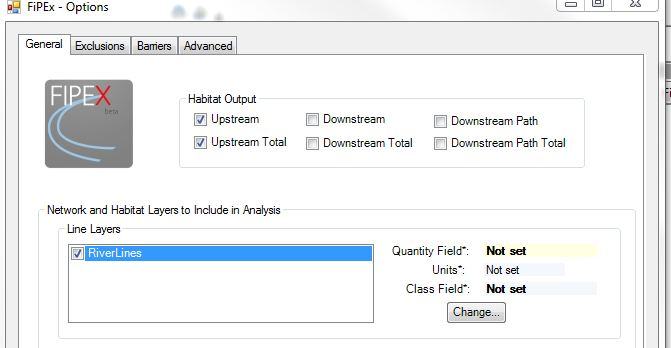 FiPEx - Options
General Exclusions Barriers Advanced
FIPEX
beta
Habitat Output
Upstream Downstream Downstream Path
Upstream Total Downstream Total Downstream Path Total
Network and Habitat Layers to Include in Analysis
Line Layers
RiverLines
Quantity Field*: Not set
Units*: Not set
Class Field*: Not set
Change...